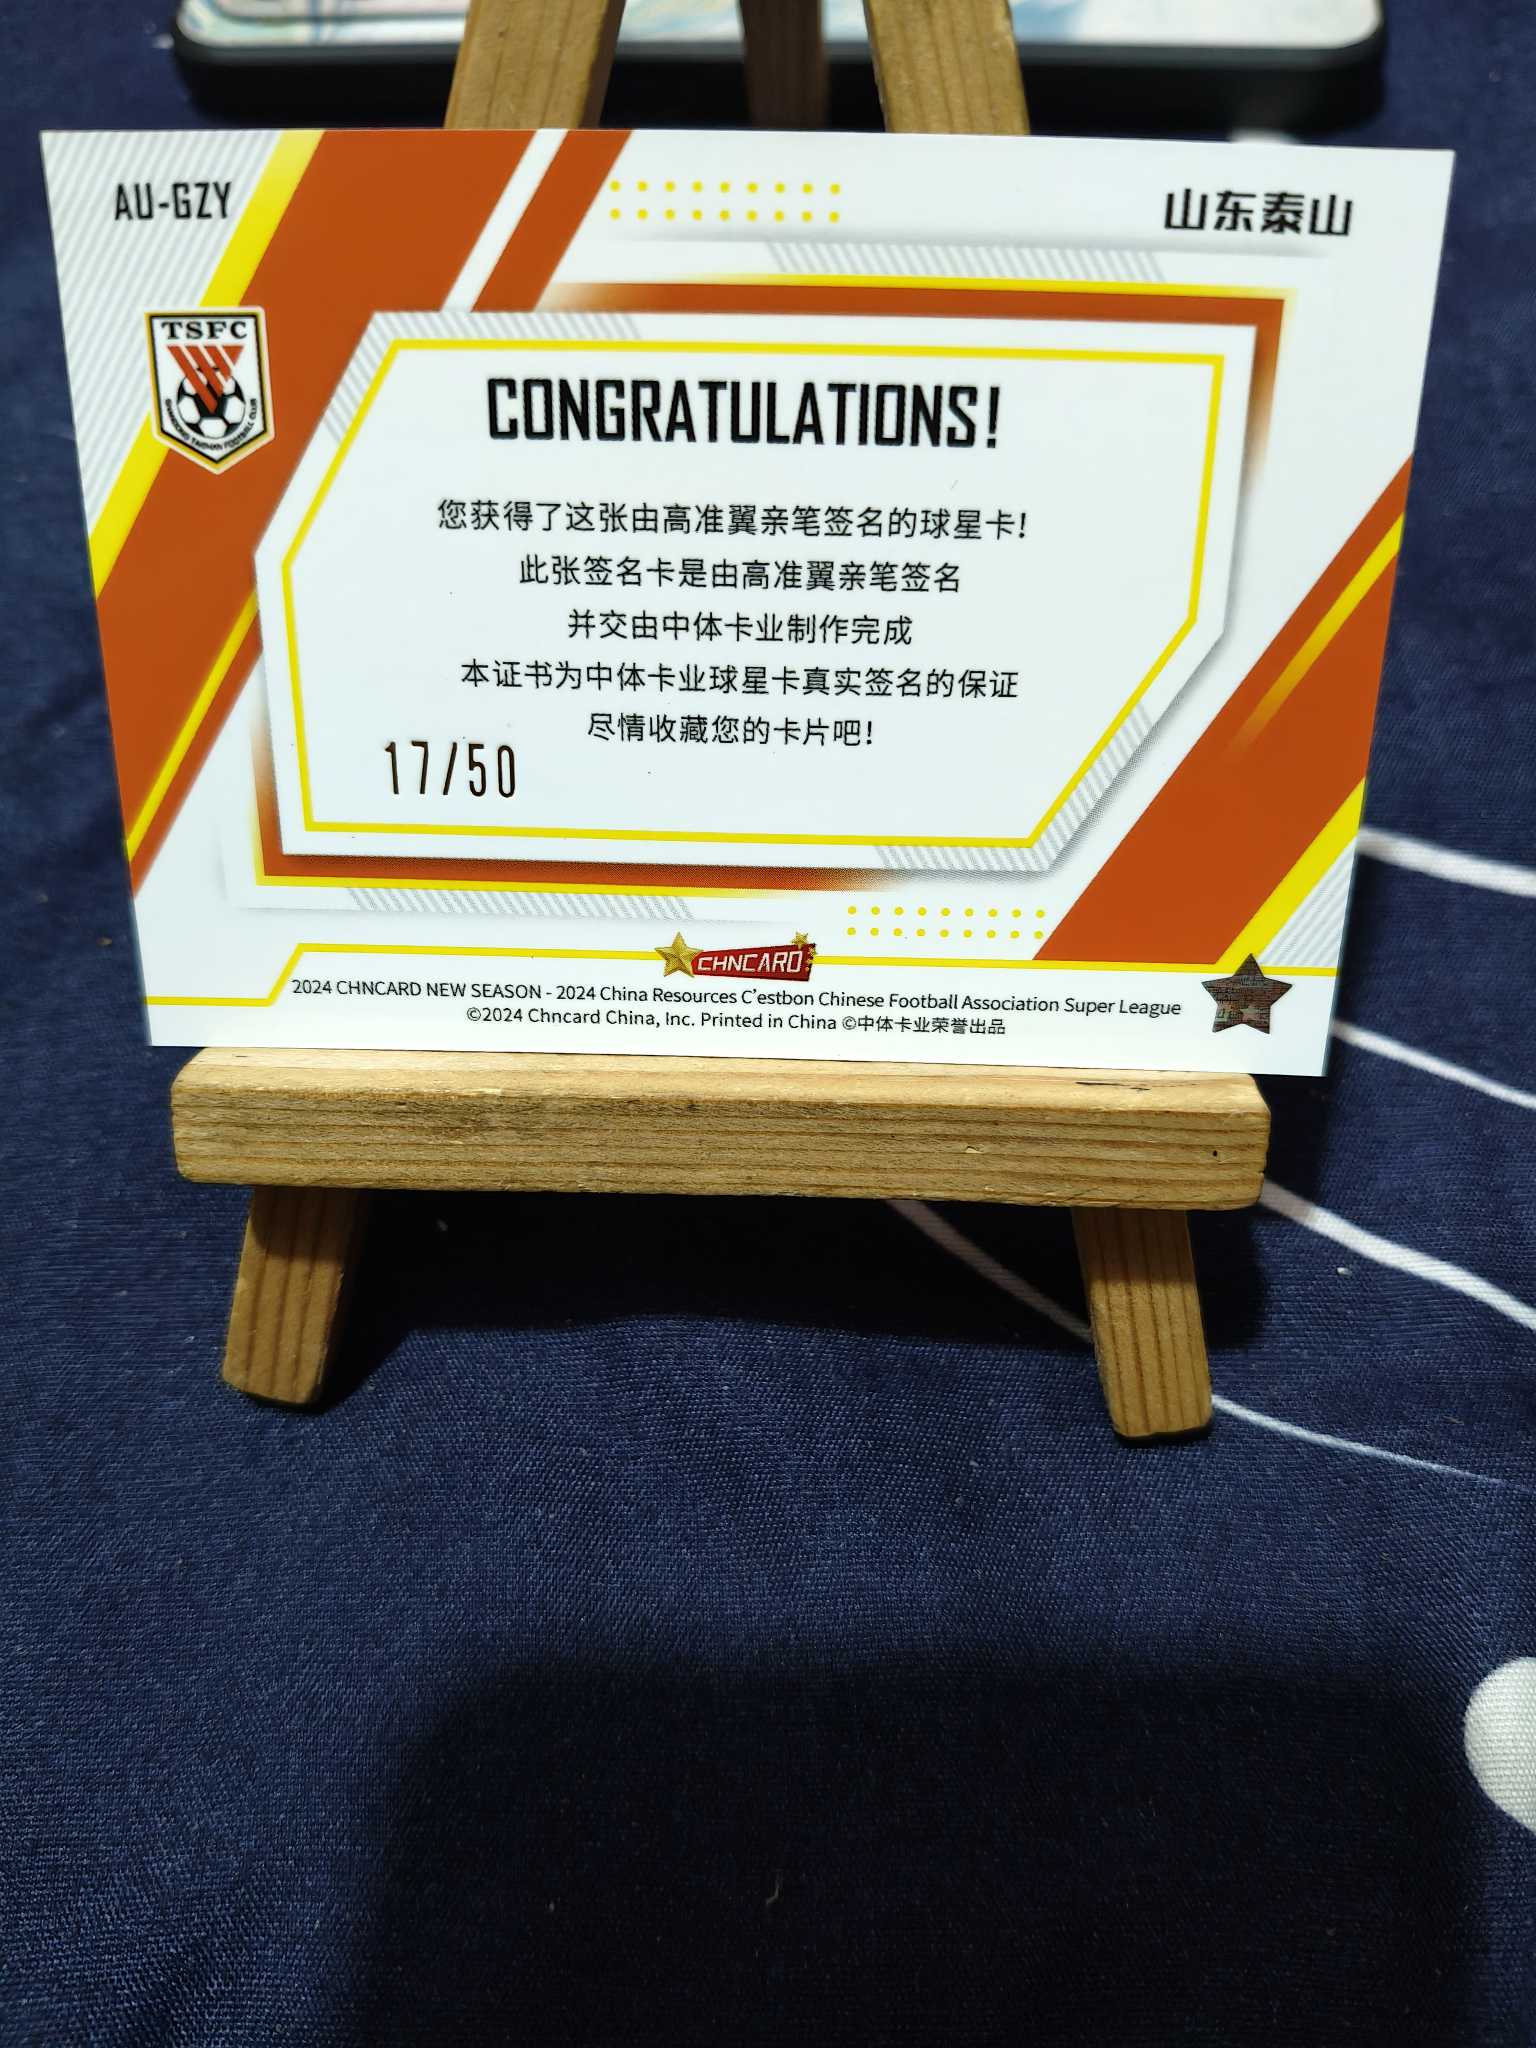 AU-GZY
山东泰山
TSFC
SHANDONG TAISHAN FOOTBALL CLUB
CONGRATULATIONS!
您获得了这张由高准翼亲笔签名的球星卡!
此张签名卡是由高准翼亲笔签名
并交由中体卡业制作完成
本证书为中体卡业球星卡真实签名的保证
尽情收藏您的卡片吧!
17/50
CHNCARD
2024 CHNCARD NEW SEASON - 2024 China Resources C'estbon Chinese Football Association Super League
©2024 Chncard China, Inc. Printed in China ©中体卡业荣誉出品